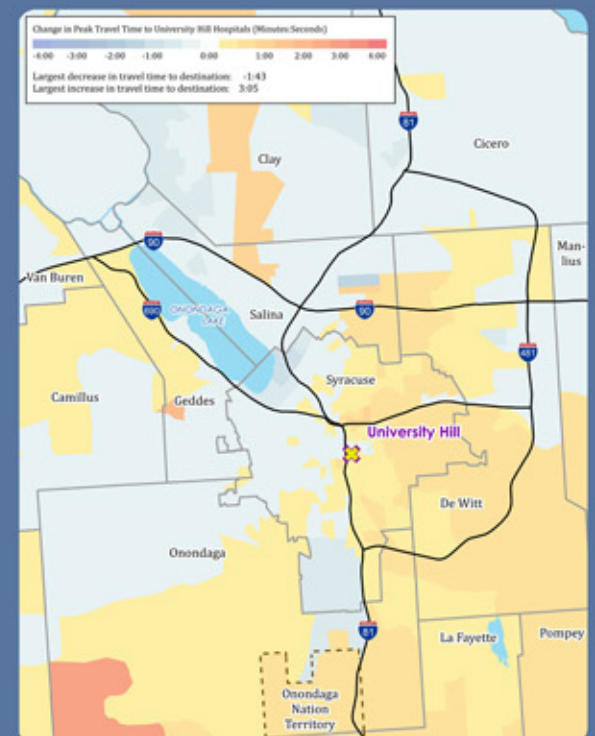 Change in Peak Travel Time to University Hill Hospitals (Minutes:Seconds)
-4:00 -3:00 -2:00 -1:00 0:00 1:00 2:00 3:00 4:00
Largest decrease in travel time to destination: -1:43
Largest increase in travel time to destination: 3:05
81
Cicero
Clay
90
Man-
lius
Van Buren
690
ONONDAGA
LAKE
Salina
90
481
Syracuse
Camillus
Geddes
University Hill
De Witt
Onondaga
81
La Fayette
Pompey
Onondaga
Nation
Territory